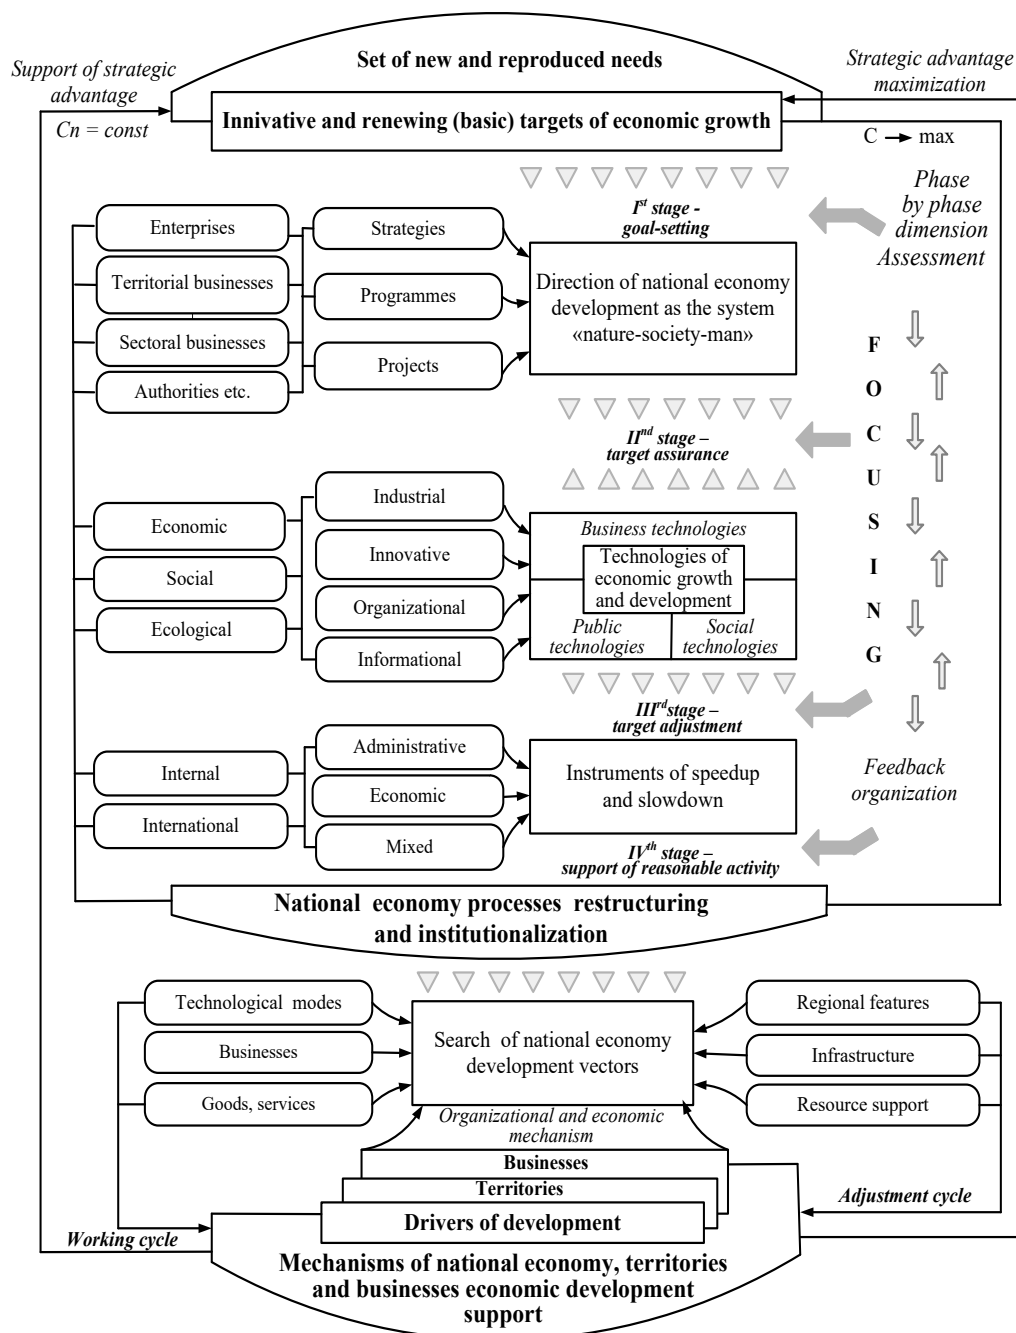 Set of new and reproduced needs
Support of strategic
advantage
Cn = const
Strategic advantage
maximization
Innivative and renewing (basic) targets of economic growth
C → max
Phase
by phase
dimension
Assessment
Ist stage -
goal-setting
Enterprises
Territorial businesses
Sectoral businesses
Authorities etc.
Strategies
Programmes
Projects
Direction of national economy
development as the system
«nature-society-man»
F
O
C
U
S
I
N
G
IInd stage –
target assurance
Economic
Social
Ecological
Industrial
Innovative
Organizational
Informational
Business technologies
Technologies of
economic growth
and development
Public
technologies
Social
technologies
IIIrd stage –
target adjustment
Internal
International
Administrative
Economic
Mixed
Instruments of speedup
and slowdown
Feedback
organization
IVth stage –
support of reasonable activity
National economy processes restructuring
and institutionalization
Technological modes
Businesses
Goods, services
Search of national economy
development vectors
Regional features
Infrastructure
Resource support
Organizational and economic
mechanism
Businesses
Territories
Drivers of development
Working cycle
Adjustment cycle
Mechanisms of national economy, territories
and businesses economic development
support